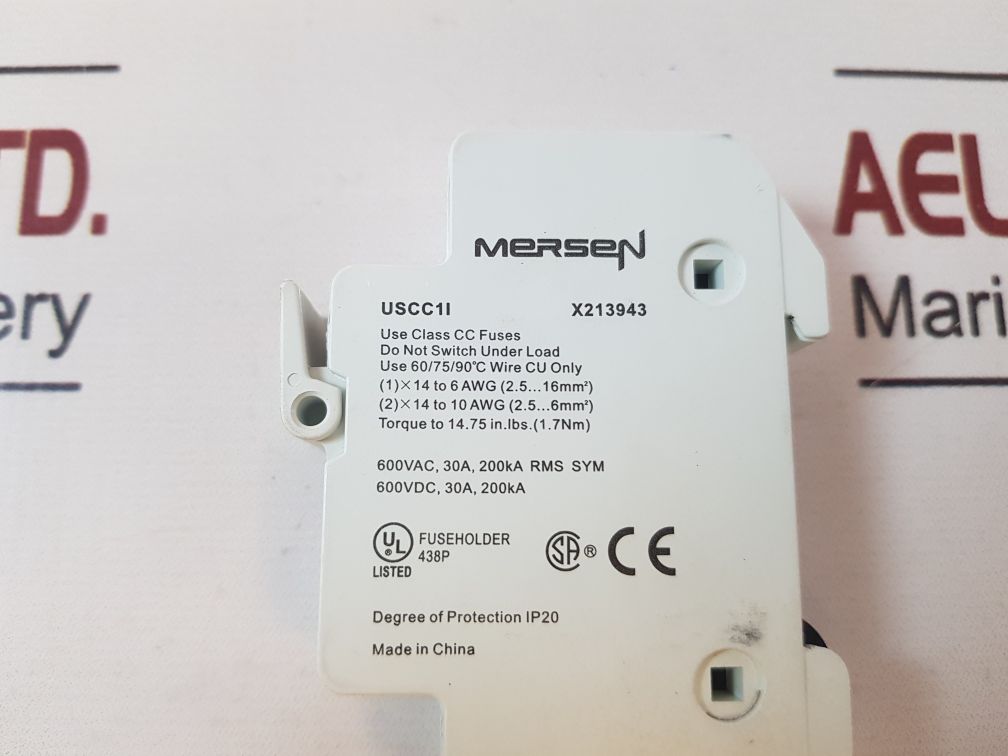 TD.
ery
AEL
Mari
MERSEN
USCC1I X213943
Use Class CC Fuses
Do Not Switch Under Load
Use 60/75/90℃ Wire CU Only
(1)×14 to 6 AWG (2.5...16mm²)
(2)×14 to 10 AWG (2.5...6mm²)
Torque to 14.75 in.lbs.(1.7Nm)
600VAC, 30A, 200kA RMS SYM
600VDC, 30A, 200kA
UL ® FUSEHOLDER
438P
LISTED
SA ® CE
Degree of Protection IP20
Made in China